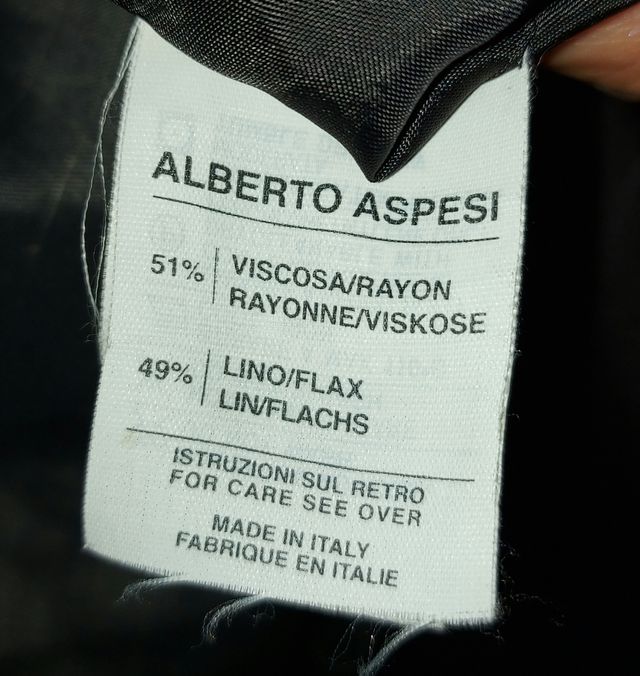 ALBERTO ASPESI
51% VISCOSA/RAYON
RAYONNE/VISKOSE
49% LINO/FLAX
LIN/FLACHS
ISTRUZIONI SUL RETRO
FOR CARE SEE OVER
MADE IN ITALY
FABRIQUE EN ITALIE